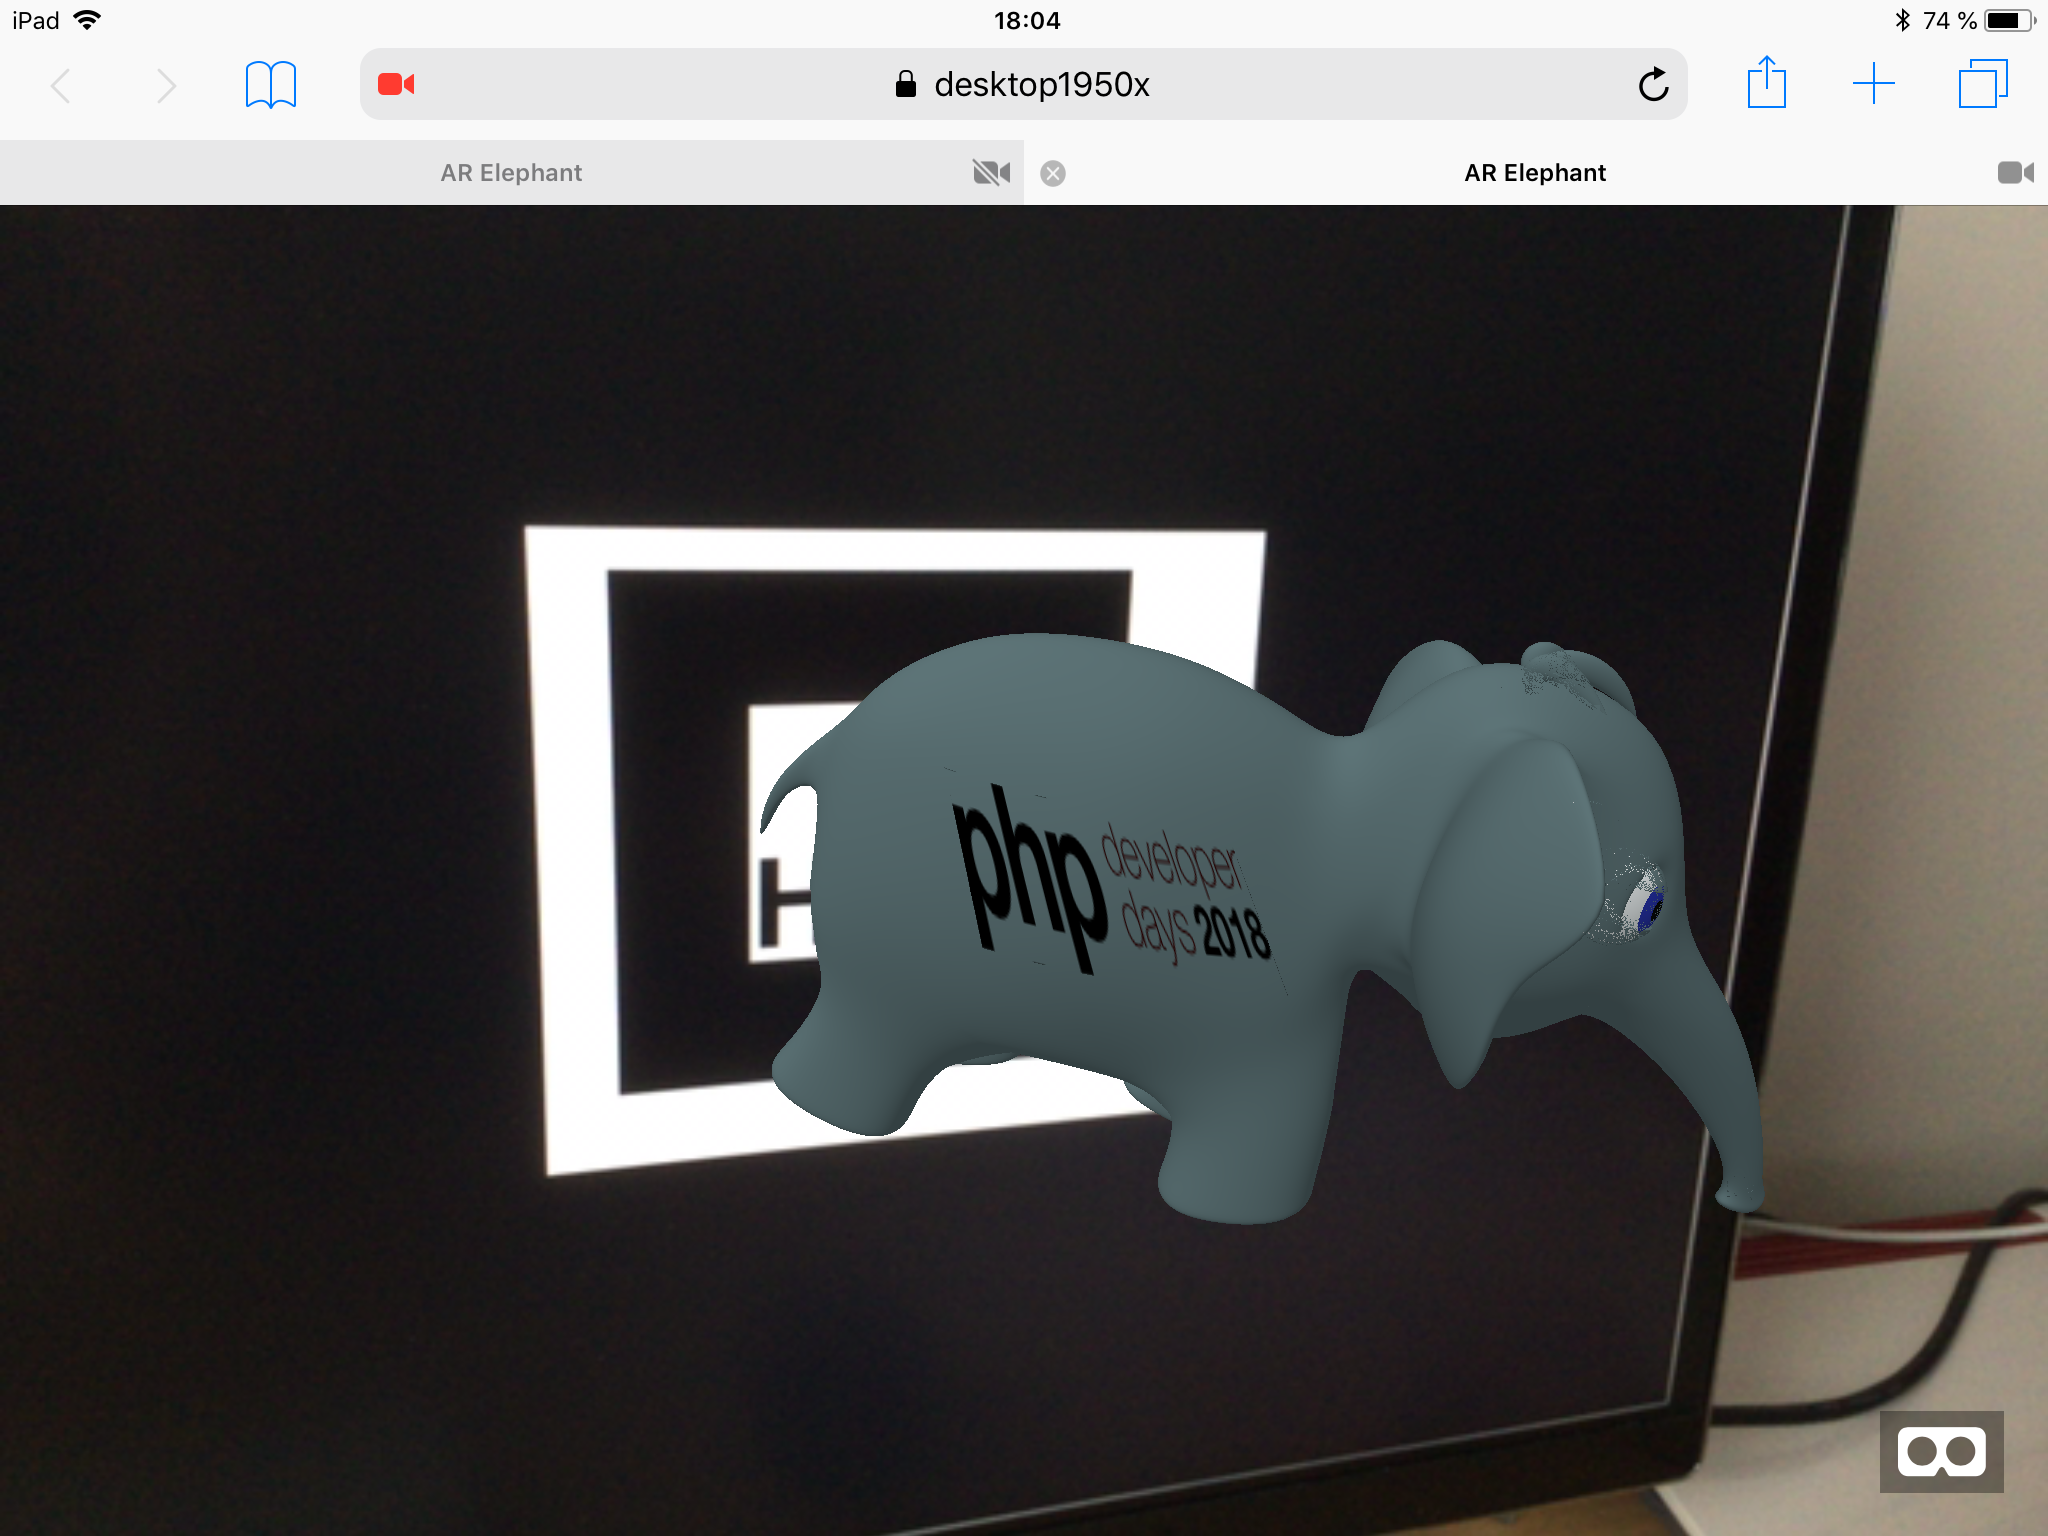 iPad
18:04
74 %
desktop1950x
AR Elephant
AR Elephant
php developer
days 2018